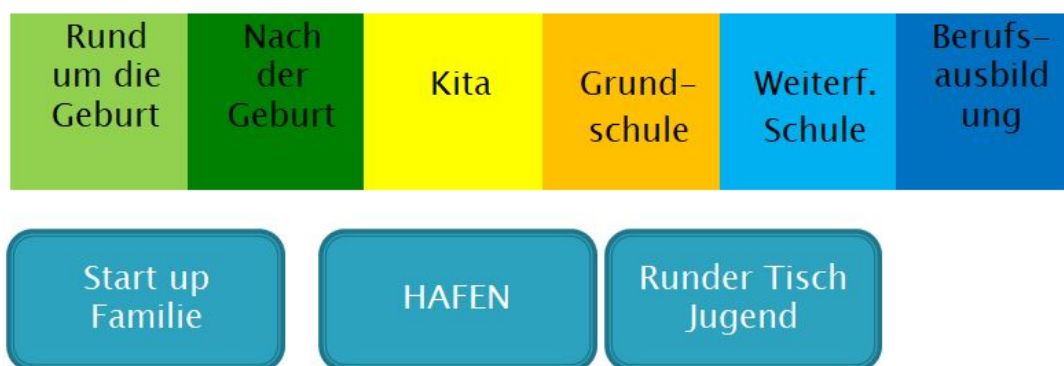 Rund
um die
Geburt
Nach
der
Geburt
Kita
Grund-
schule
Weiterf.
Schule
Berufs-
ausbild
ung
Start up
Familie
HAFEN
Runder Tisch
Jugend